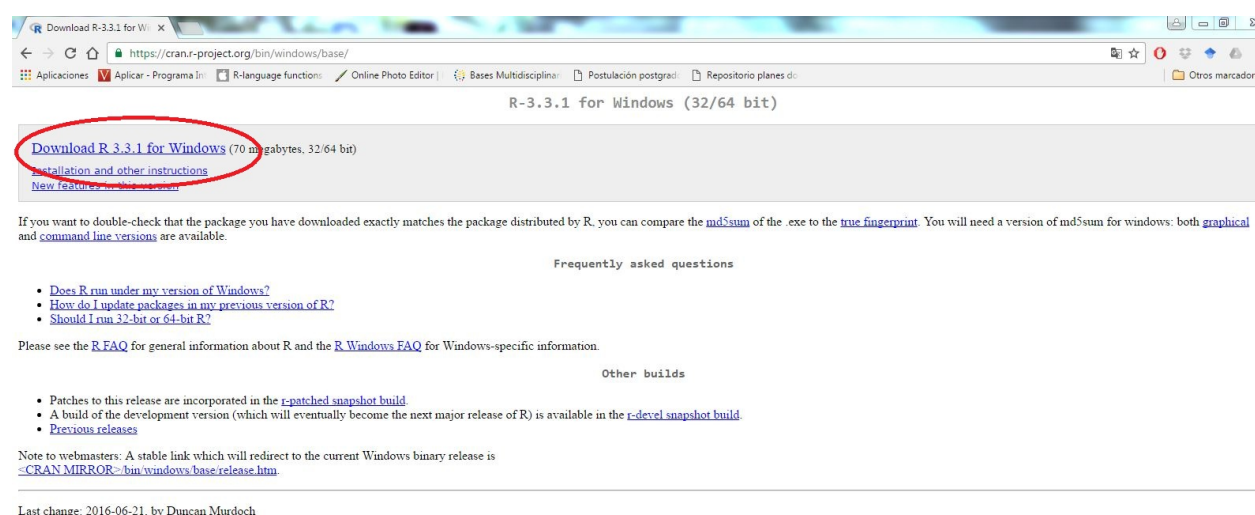 Download R-3.3.1 for Wi
https://cran.r-project.org/bin/windows/base/
Aplicaciones Aplicar - Programa In R-language functions Online Photo Editor Bases Multidisciplinar Postulación postgrad Repositorio planes do Otros marcador
R-3.3.1 for Windows (32/64 bit)
Download R 3.3.1 for Windows (70 megabytes, 32/64 bit)
Installation and other instructions
New features in this version
If you want to double-check that the package you have downloaded exactly matches the package distributed by R, you can compare the md5sum of the .exe to the true fingerprint. You will need a version of md5sum for windows: both graphical
and command line versions are available.
Frequently asked questions
Does R run under my version of Windows?
How do I update packages in my previous version of R?
Should I run 32-bit or 64-bit R?
Please see the R FAQ for general information about R and the R Windows FAQ for Windows-specific information.
Other builds
Patches to this release are incorporated in the r-patched snapshot build.
A build of the development version (which will eventually become the next major release of R) is available in the r-devel snapshot build.
Previous releases
Note to webmasters: A stable link which will redirect to the current Windows binary release is
<CRAN MIRROR>/bin/windows/base/release.htm.
Last change: 2016-06-21, by Duncan Murdoch